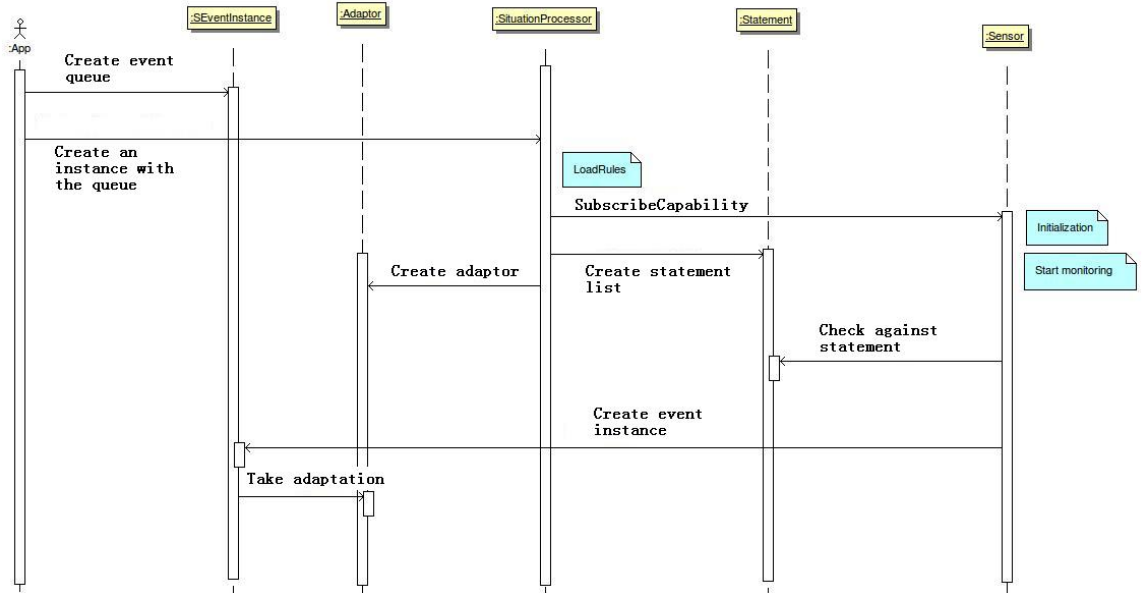 :SEventInstance
:Adaptor
:SituationProcessor
:Statement
:Sensor
:App
Create event
queue
Create an
instance with
the queue
LoadRules
SubscribeCapability
Initialization
Create adaptor
Create statement
list
Start monitoring
Check against
statement
Create event
instance
Take adaptation